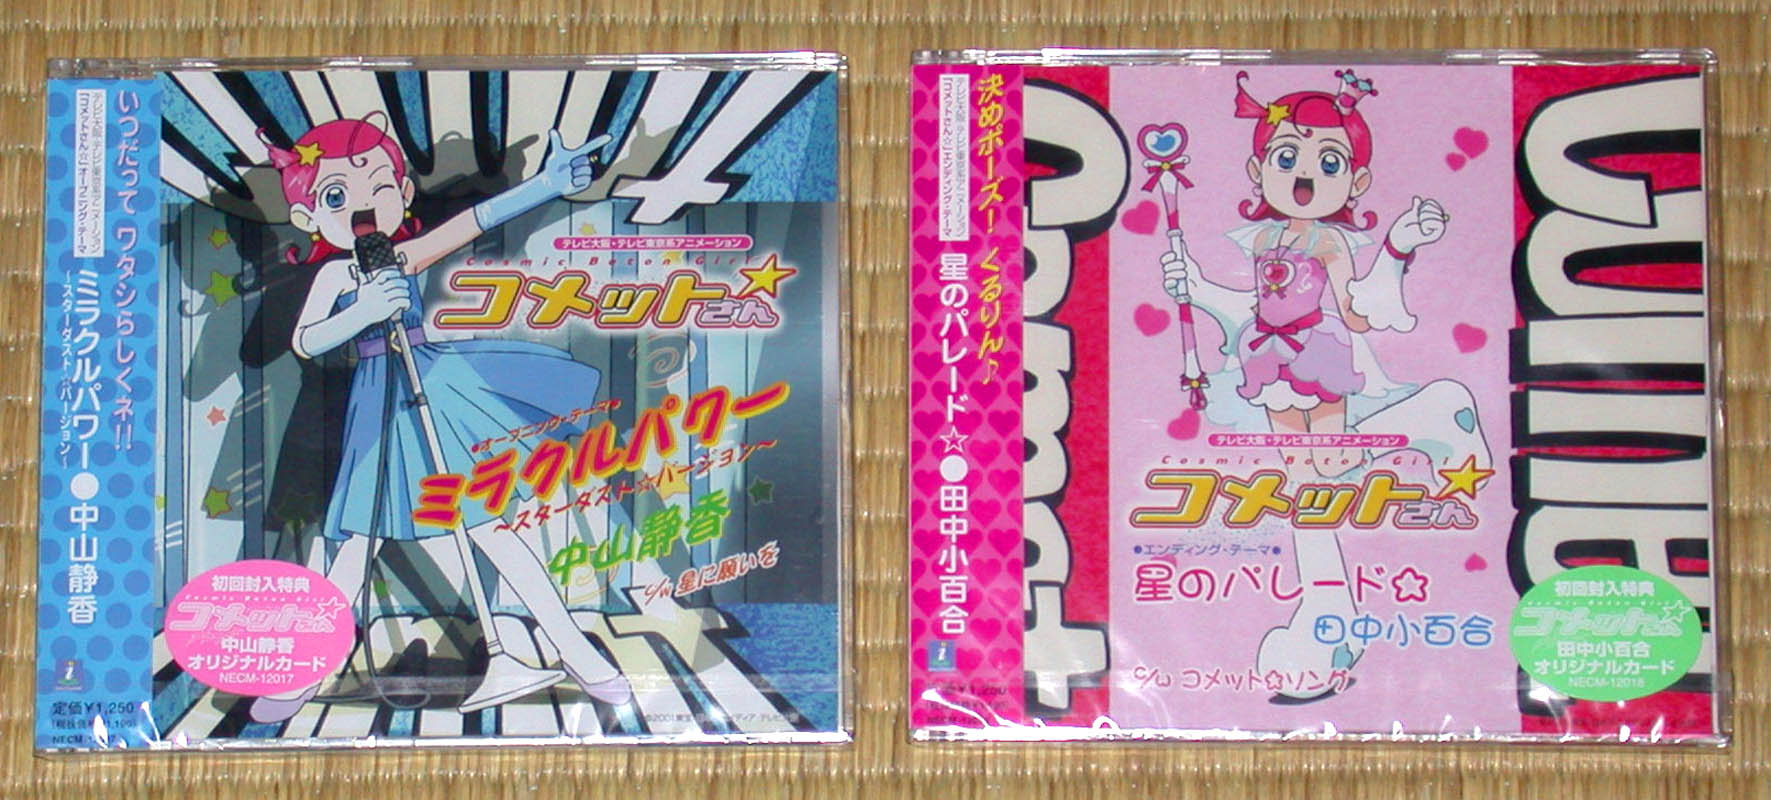 いつだって ワタシらしくネ!!
テレビ大阪・テレビ東京系アニメーション
「コメットさん☆」オープニング・テーマ
ミラクルパワー●中山静香
～スターダスト☆バージョン～
定価¥1,250
NECM-12017
テレビ大阪・テレビ東京系アニメーション
Cosmic Baton Girl
コメットさん☆
●オープニング・テーマ●
ミラクルパワー
～スターダスト☆バージョン～
中山静香
c/w 星に願いを
初回封入特典
Cosmic Baton Girl
コメットさん☆
中山静香
オリジナルカード
NECM-12017
決めポーズ! くるりん♪
テレビ大阪・テレビ東京系アニメーション
「コメットさん☆」エンディング・テーマ
星のパレード☆●田中小百合
定価¥1,250
Comet
テレビ大阪・テレビ東京系アニメーション
Cosmic Baton Girl
コメットさん☆
●エンディング・テーマ●
星のパレード☆
田中小百合
c/w コメット☆ソング
初回封入特典
Cosmic Baton Girl
コメットさん☆
田中小百合
オリジナルカード
NECM-12018